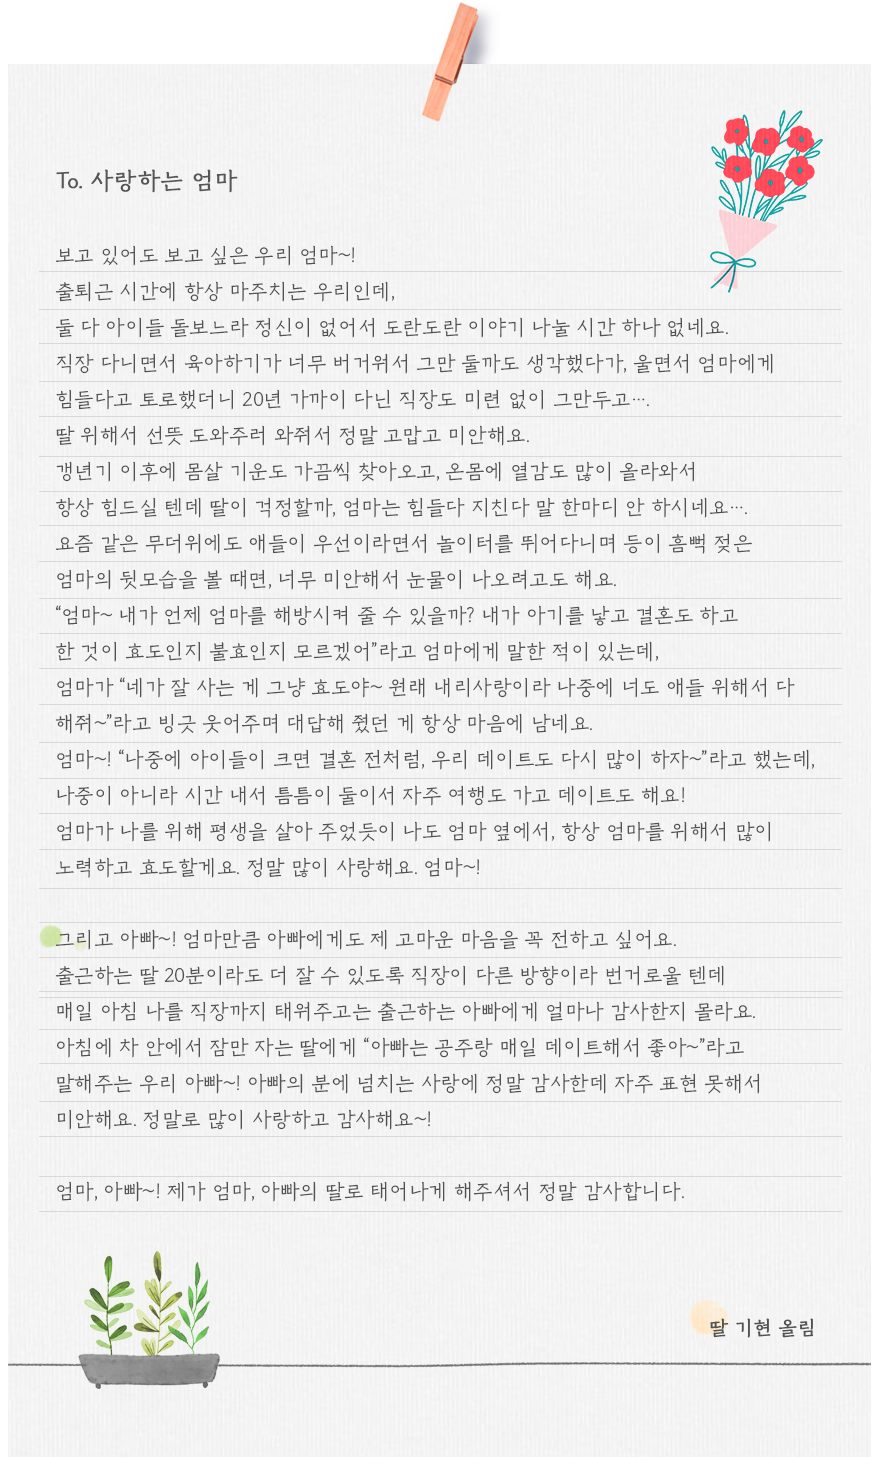 To. 사랑하는 엄마
보고 있어도 보고 싶은 우리 엄마~!
출퇴근 시간에 항상 마주치는 우리인데,
둘 다 아이들 돌보느라 정신이 없어서 도란도란 이야기 나눌 시간 하나 없네요.
직장 다니면서 육아하기가 너무 버거워서 그만 둘까도 생각했다가, 울면서 엄마에게
힘들다고 토로했더니 20년 가까이 다닌 직장도 미련 없이 그만두고….
딸 위해서 선뜻 도와주러 와줘서 정말 고맙고 미안해요.
갱년기 이후에 몸살 기운도 가끔씩 찾아오고, 온몸에 열감도 많이 올라와서
항상 힘드실 텐데 딸이 걱정할까, 엄마는 힘들다 지친다 말 한마디 안 하시네요….
요즘 같은 무더위에도 애들이 우선이라면서 놀이터를 뛰어다니며 등이 흠뻑 젖은
엄마의 뒷모습을 볼 때면, 너무 미안해서 눈물이 나오려고도 해요.
“엄마~ 내가 언제 엄마를 해방시켜 줄 수 있을까? 내가 아기를 낳고 결혼도 하고
한 것이 효도인지 불효인지 모르겠어”라고 엄마에게 말한 적이 있는데,
엄마가 “네가 잘 사는 게 그냥 효도야~ 원래 내리사랑이라 나중에 너도 애들 위해서 다
해줘~”라고 빙긋 웃어주며 대답해 줬던 게 항상 마음에 남네요.
엄마~! “나중에 아이들이 크면 결혼 전처럼, 우리 데이트도 다시 많이 하자~”라고 했는데,
나중이 아니라 시간 내서 틈틈이 둘이서 자주 여행도 가고 데이트도 해요!
엄마가 나를 위해 평생을 살아 주었듯이 나도 엄마 옆에서, 항상 엄마를 위해서 많이
노력하고 효도할게요. 정말 많이 사랑해요. 엄마~!
그리고 아빠~! 엄마만큼 아빠에게도 제 고마운 마음을 꼭 전하고 싶어요.
출근하는 딸 20분이라도 더 잘 수 있도록 직장이 다른 방향이라 번거로울 텐데
매일 아침 나를 직장까지 태워주고는 출근하는 아빠에게 얼마나 감사한지 몰라요.
아침에 차 안에서 잠만 자는 딸에게 “아빠는 공주랑 매일 데이트해서 좋아~”라고
말해주는 우리 아빠~! 아빠의 분에 넘치는 사랑에 정말 감사한데 자주 표현 못해서
미안해요. 정말로 많이 사랑하고 감사해요~!
엄마, 아빠~! 제가 엄마, 아빠의 딸로 태어나게 해주셔서 정말 감사합니다.
딸 기현 올림